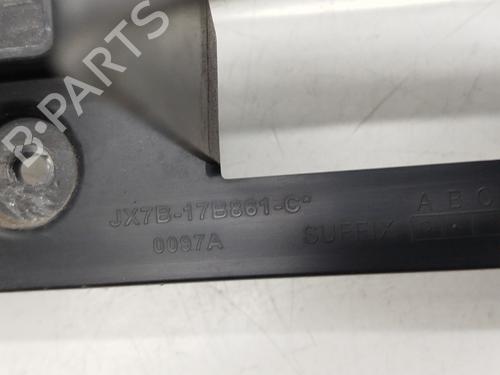 B-PARTS
JX7B-17B861-C*
0097A
SUFFIX
A B C